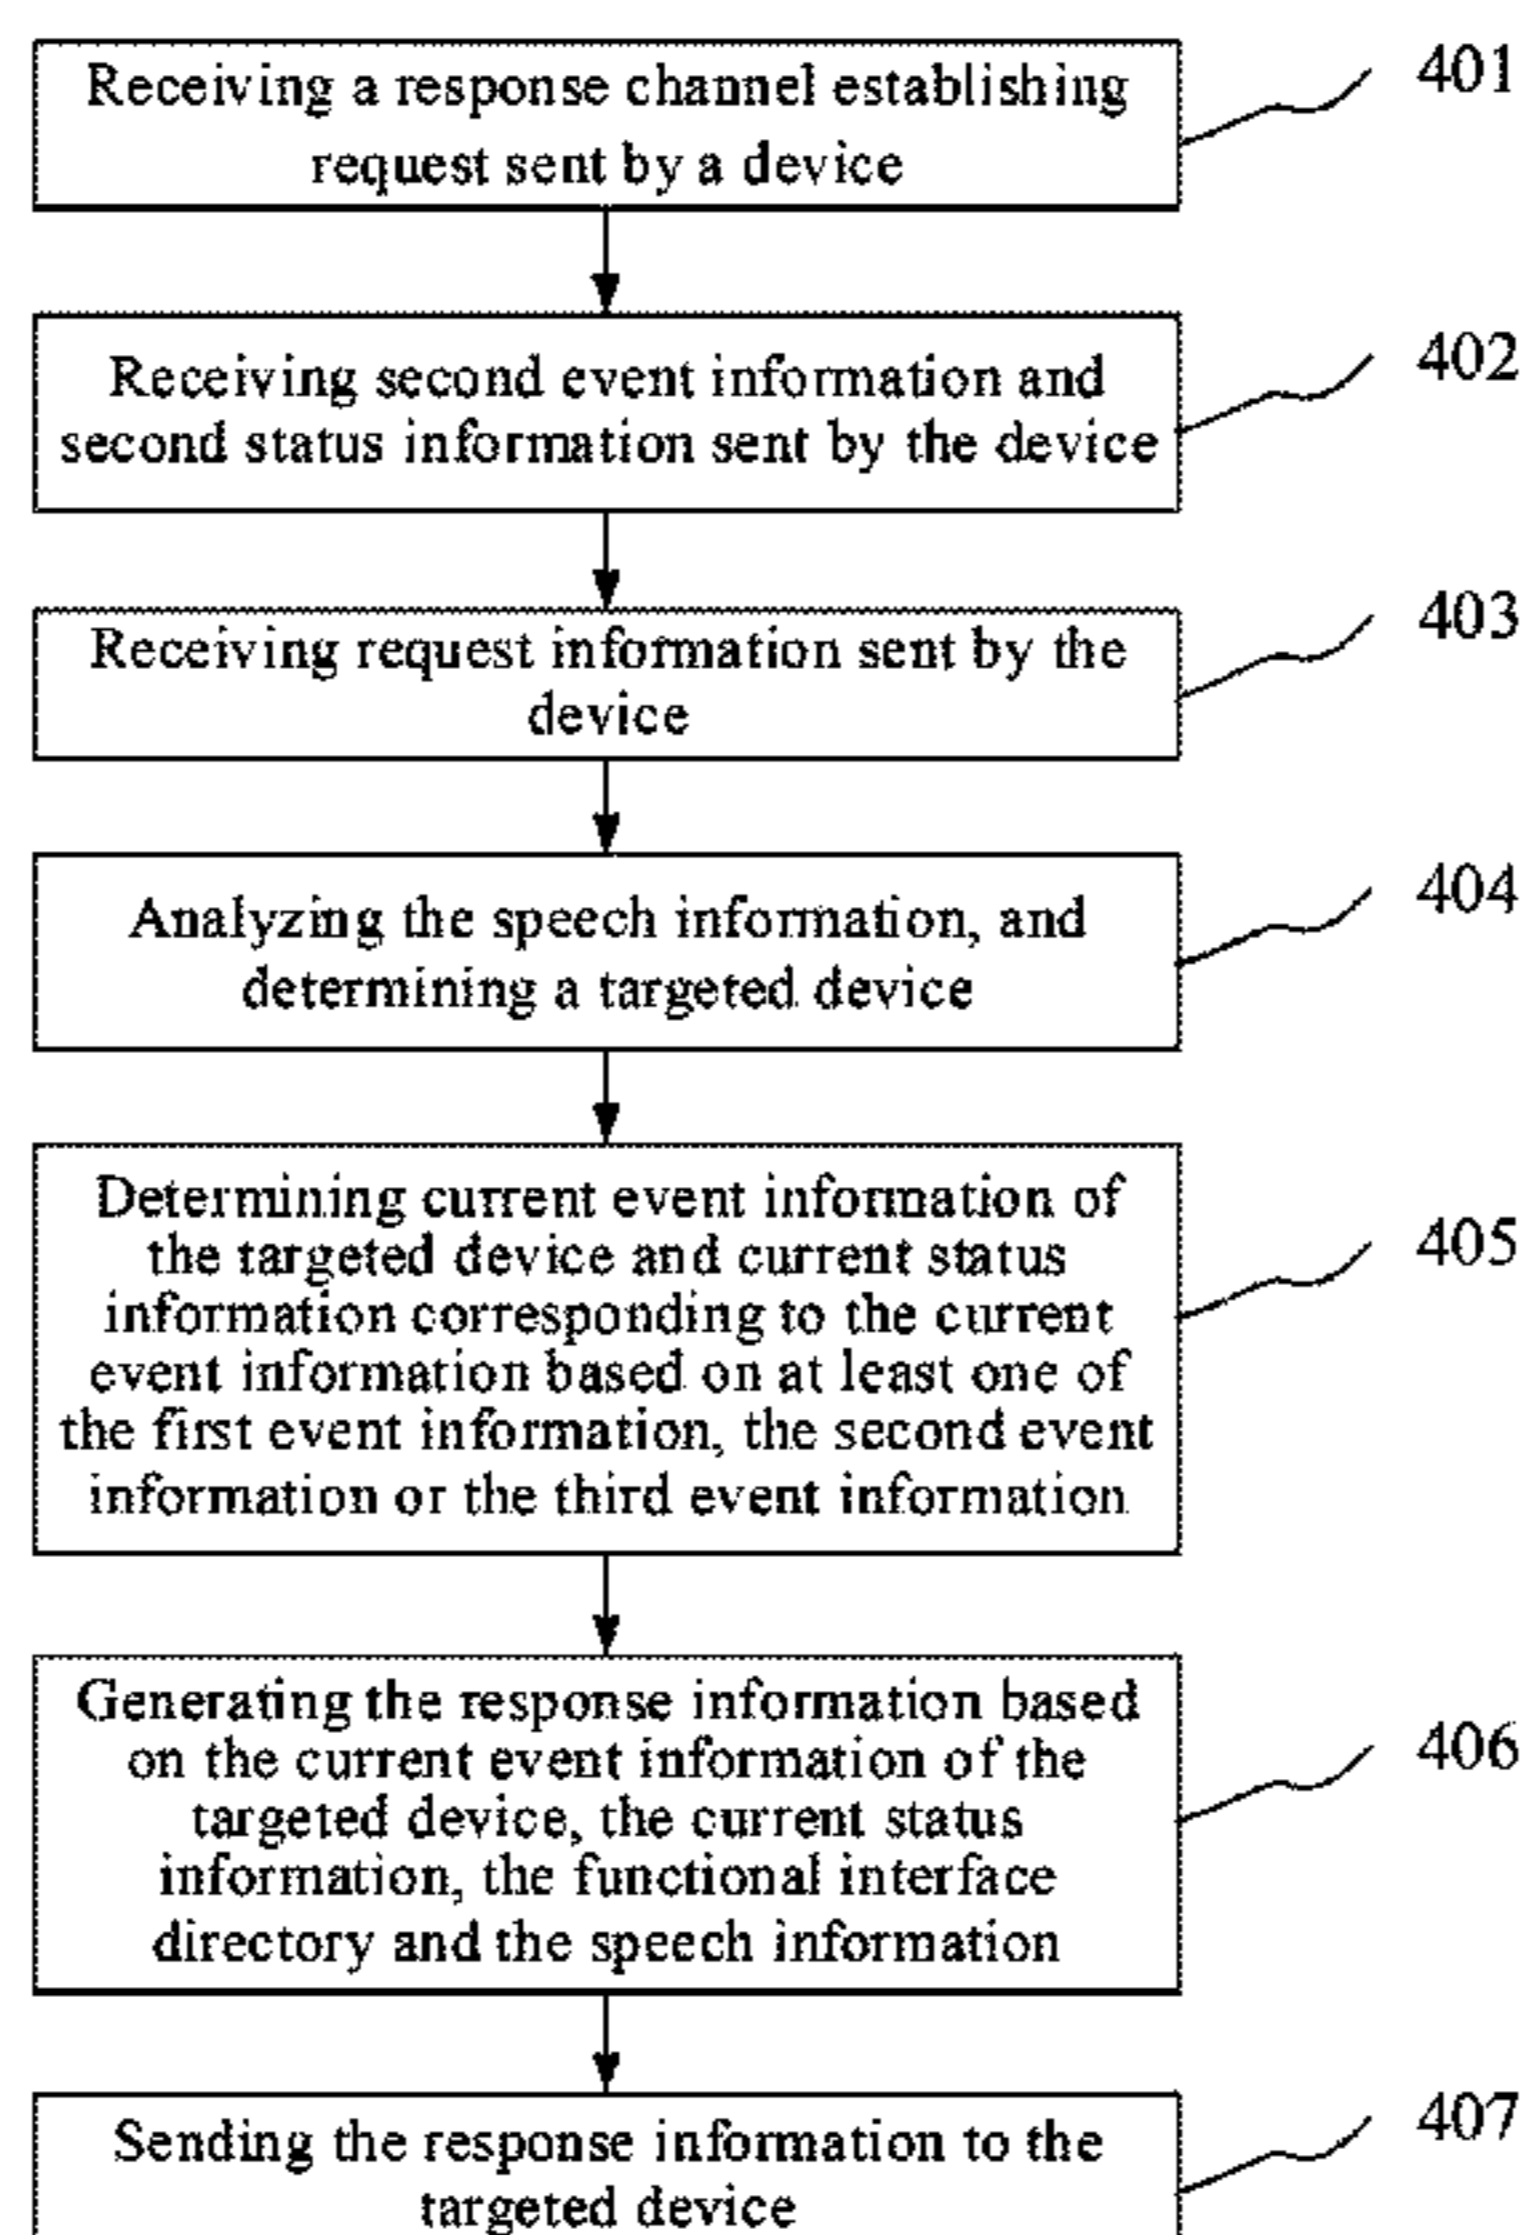 Receiving a response channel establishing
request sent by a device
401
Receiving second event information and
second status information sent by the device
402
Receiving request information sent by the
device
403
Analyzing the speech information, and
determining a targeted device
404
Determining current event information of
the targeted device and current status
information corresponding to the current
event information based on at least one of
the first event information, the second event
information or the third event information
405
Generating the response information based
on the current event information of the
targeted device, the current status
information, the functional interface
directory and the speech information
406
Sending the response information to the
targeted device
407